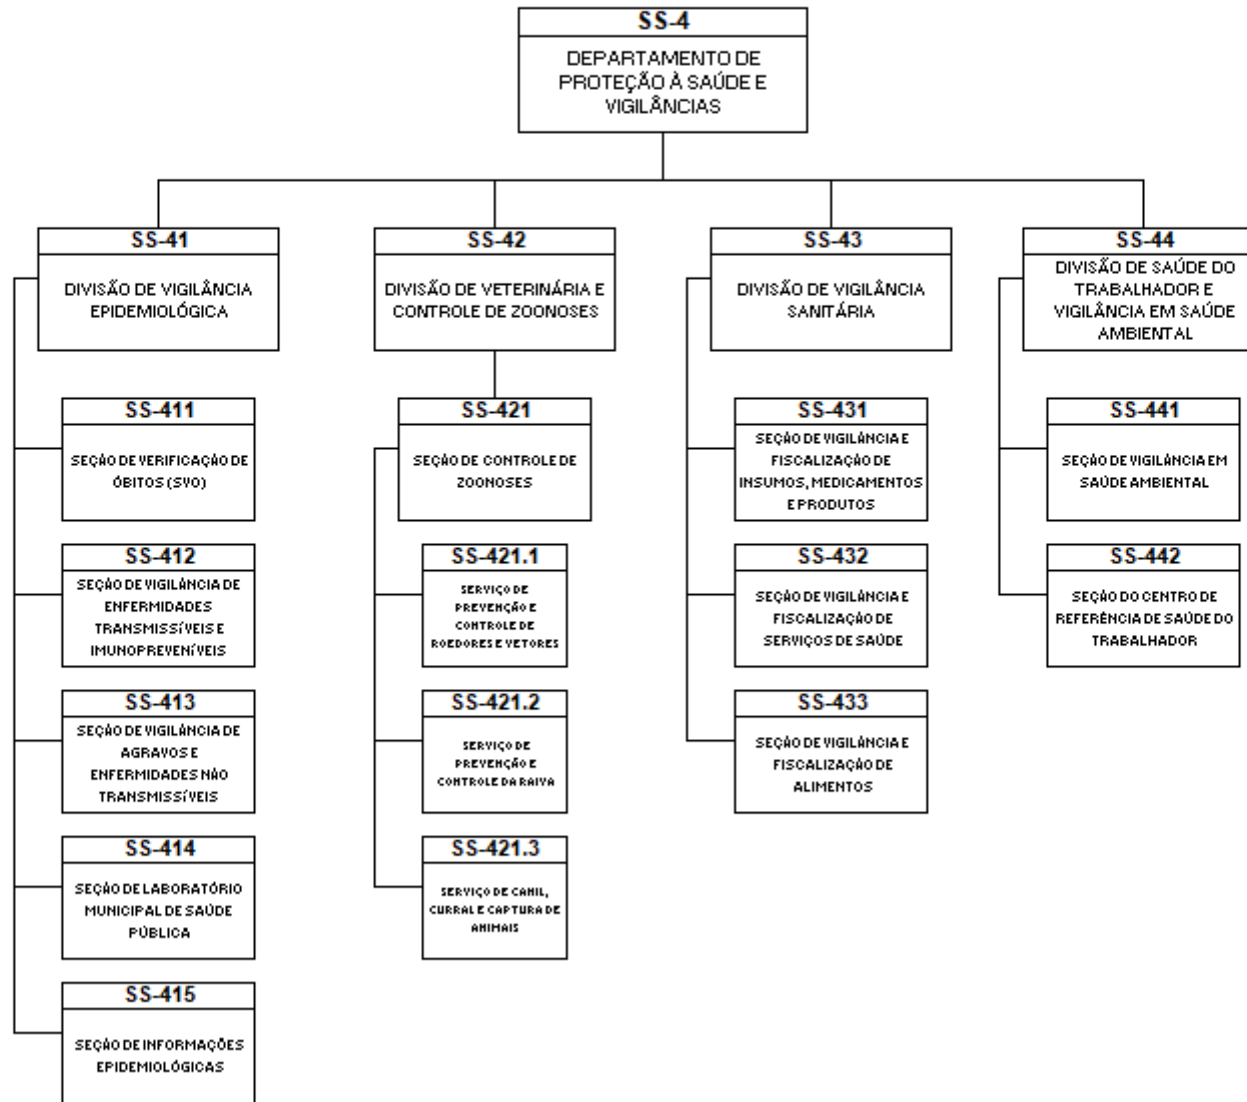 SS-4
DEPARTAMENTO DE
PROTEÇÃO À SAÚDE E
VIGILÂNCIAS
SS-41
DIVISÃO DE VIGILÂNCIA
EPIDEMIOLÓGICA
SS-42
DIVISÃO DE VETERINÁRIA E
CONTROLE DE ZOONOSES
SS-43
DIVISÃO DE VIGILÂNCIA
SANITÁRIA
SS-44
DIVISÃO DE SAÚDE DO
TRABALHADOR E
VIGILÂNCIA EM SAÚDE
AMBIENTAL
SS-411
SEÇÃO DE VERIFICAÇÃO DE
ÓBITOS (SVO)
SS-412
SEÇÃO DE VIGILÂNCIA DE
ENFERMIDADES
TRANSMISSÍVEIS E
IMUNOPREVENÍVEIS
SS-413
SEÇÃO DE VIGILÂNCIA DE
AGRAVOS E
ENFERMIDADES NÃO
TRANSMISSÍVEIS
SS-414
SEÇÃO DE LABORATÓRIO
MUNICIPAL DE SAÚDE
PÚBLICA
SS-415
SEÇÃO DE INFORMAÇÕES
EPIDEMIOLÓGICAS
SS-421
SEÇÃO DE CONTROLE DE
ZOONOSES
SS-421.1
SERVIÇO DE
PREVENÇÃO E
CONTROLE DE
ROEDORES E VETORES
SS-421.2
SERVIÇO DE
PREVENÇÃO E
CONTROLE DA RAIVA
SS-421.3
SERVIÇO DE CANIL,
CURRAL E CAPTURA DE
ANIMAIS
SS-431
SEÇÃO DE VIGILÂNCIA E
FISCALIZAÇÃO DE
INSUMOS, MEDICAMENTOS
E PRODUTOS
SS-432
SEÇÃO DE VIGILÂNCIA E
FISCALIZAÇÃO DE
SERVIÇOS DE SAÚDE
SS-433
SEÇÃO DE VIGILÂNCIA E
FISCALIZAÇÃO DE
ALIMENTOS
SS-441
SEÇÃO DE VIGILÂNCIA EM
SAÚDE AMBIENTAL
SS-442
SEÇÃO DO CENTRO DE
REFERÊNCIA DE SAÚDE DO
TRABALHADOR